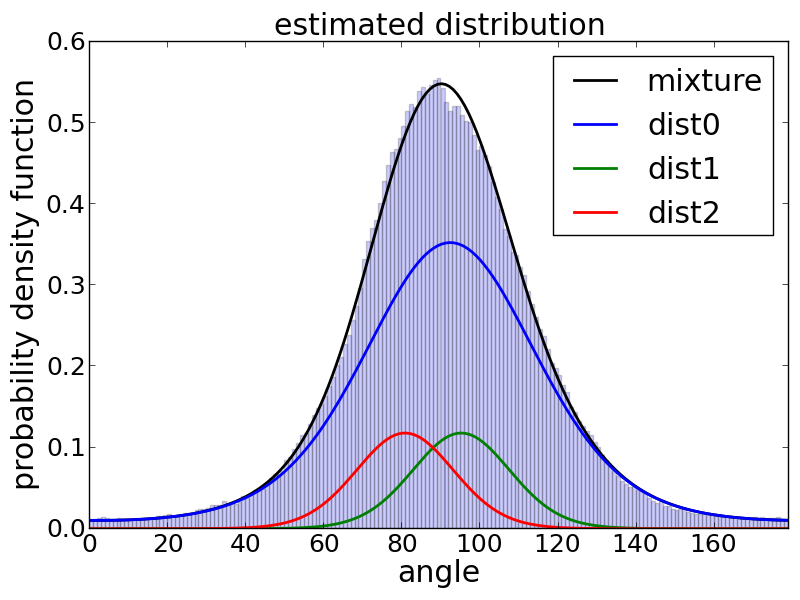 estimated distribution
0.6
0.5
0.4
0.3
0.2
0.1
0.0
probability density function
mixture
dist0
dist1
dist2
0 20 40 60 80 100 120 140 160
angle